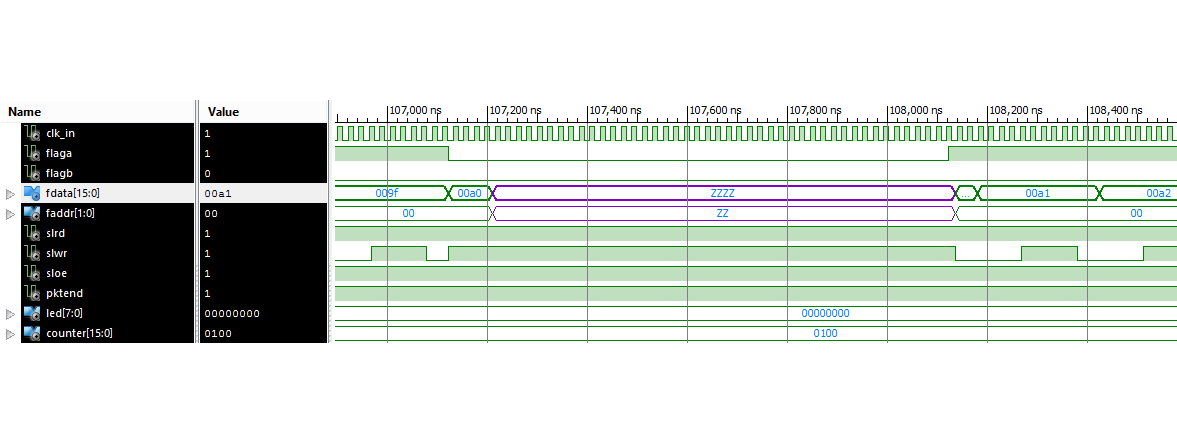 Name Value 107,000 ns 107,200 ns 107,400 ns 107,600 ns 107,800 ns 108,000 ns 108,200 ns 108,400 ns
clk_in 1
flaga 1
flagb 0
fdata[15:0] 00a1 009f 00a0 ZZZZ ... 00a1 00a2
faddr[1:0] 00 00 ZZ 00
slrd 1
slwr 1
sloe 1
pktend 1
led[7:0] 00000000 00000000
counter[15:0] 0100 0100